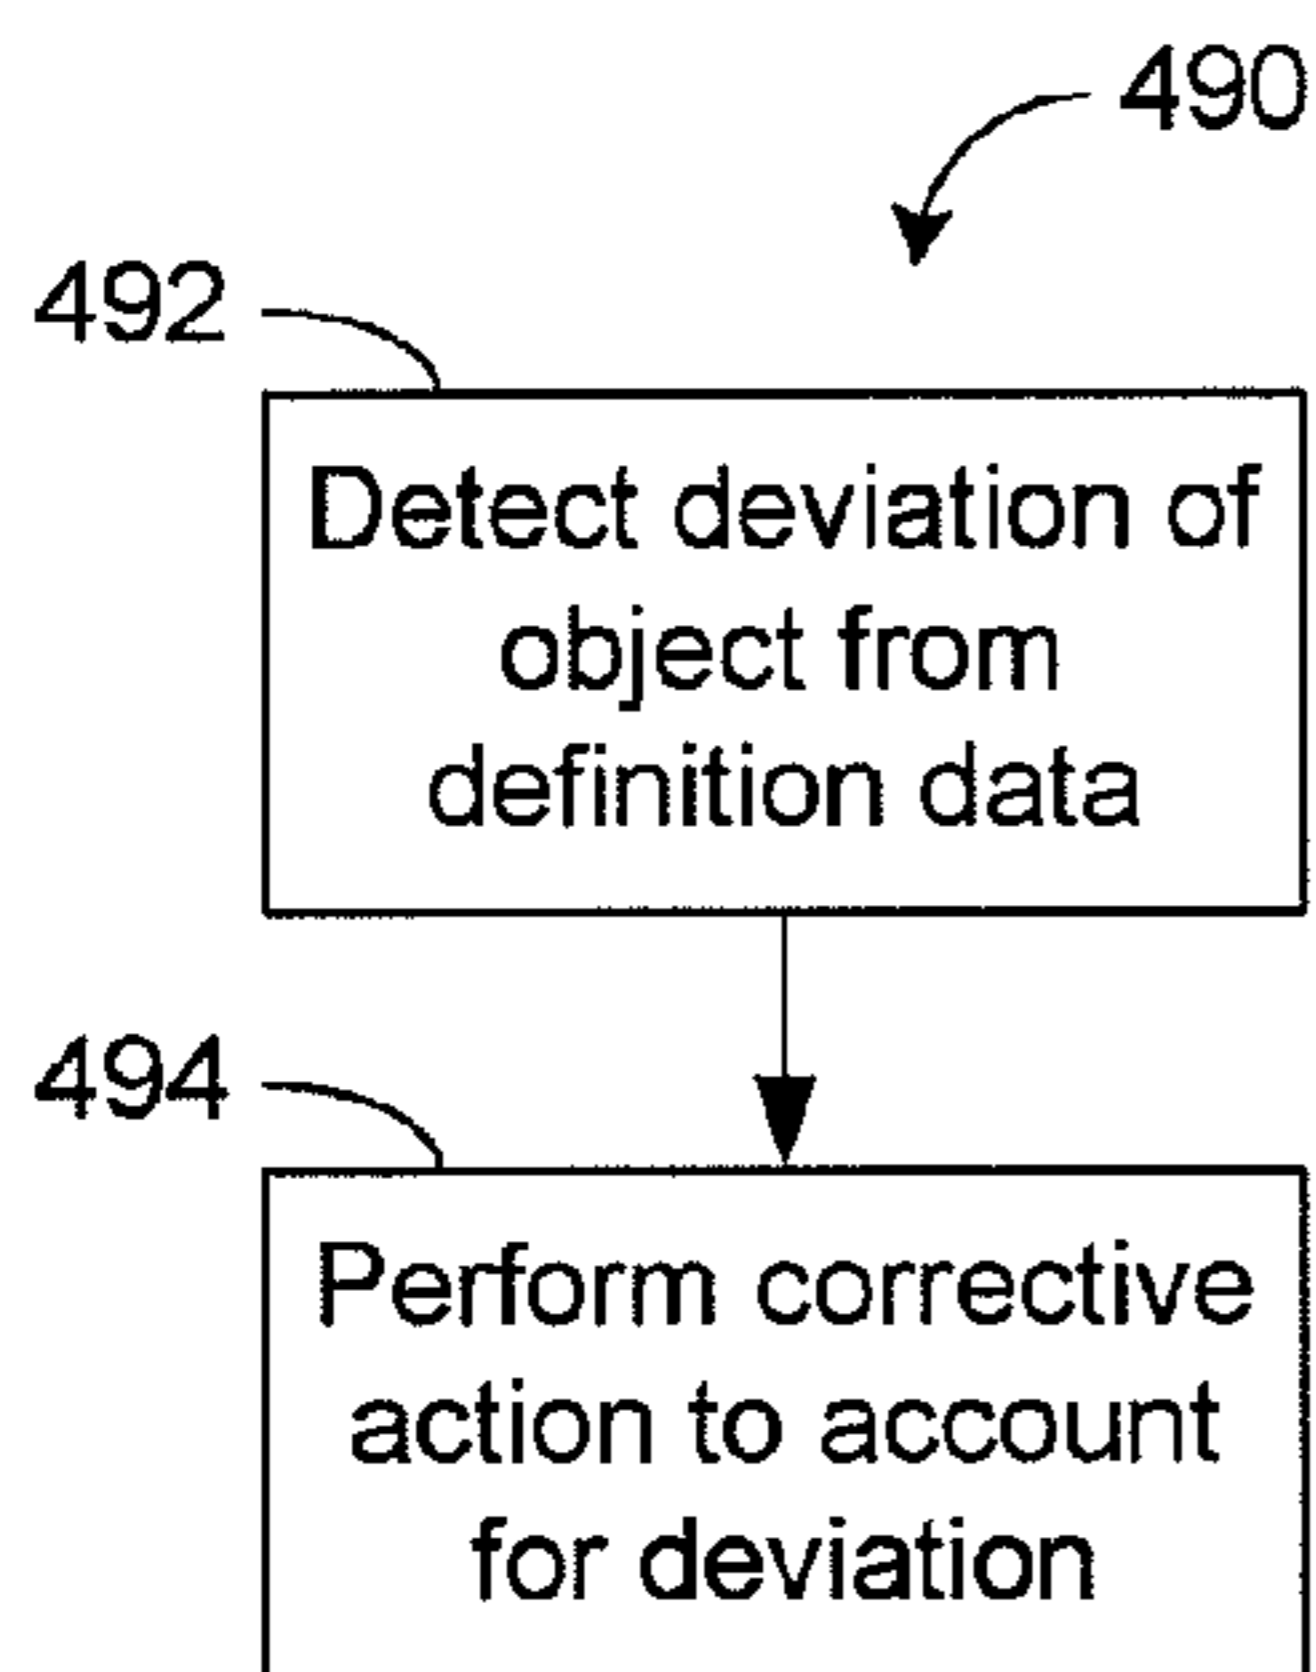 490
492
Detect deviation of
object from
definition data
494
Perform corrective
action to account
for deviation